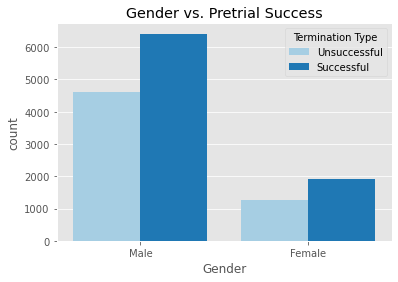 Gender vs. Pretrial Success
Termination Type
Unsuccessful
Successful
6000
5000
4000
3000
2000
1000
0
count
Male
Female
Gender